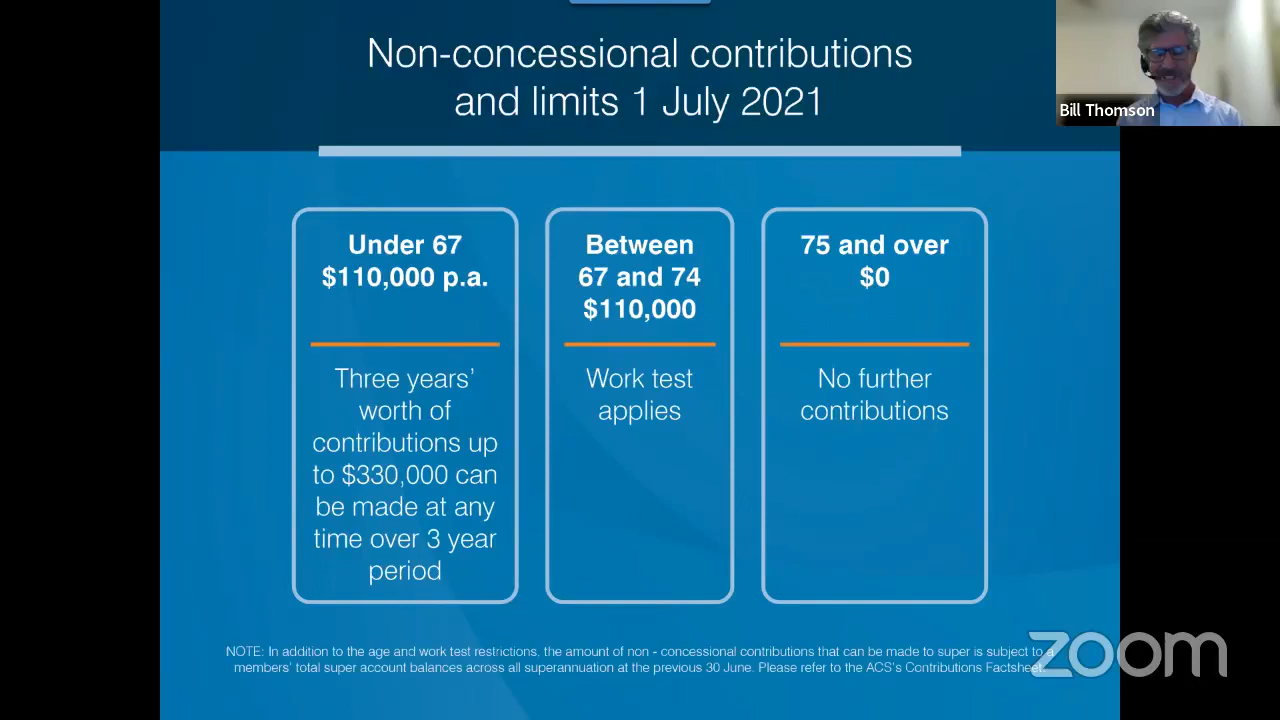 Non-concessional contributions
and limits 1 July 2021
Bill Thomson
Under 67
$110,000 p.a.
Three years’
worth of
contributions up
to $330,000 can
be made at any
time over 3 year
period
Between
67 and 74
$110,000
Work test
applies
75 and over
$0
No further
contributions
NOTE: In addition to the age and work test restrictions, the amount of non - concessional contributions that can be made to super is subject to a
members’ total super account balances across all superannuation at the previous 30 June. Please refer to the ACS’s Contributions Factsheet.
zoom